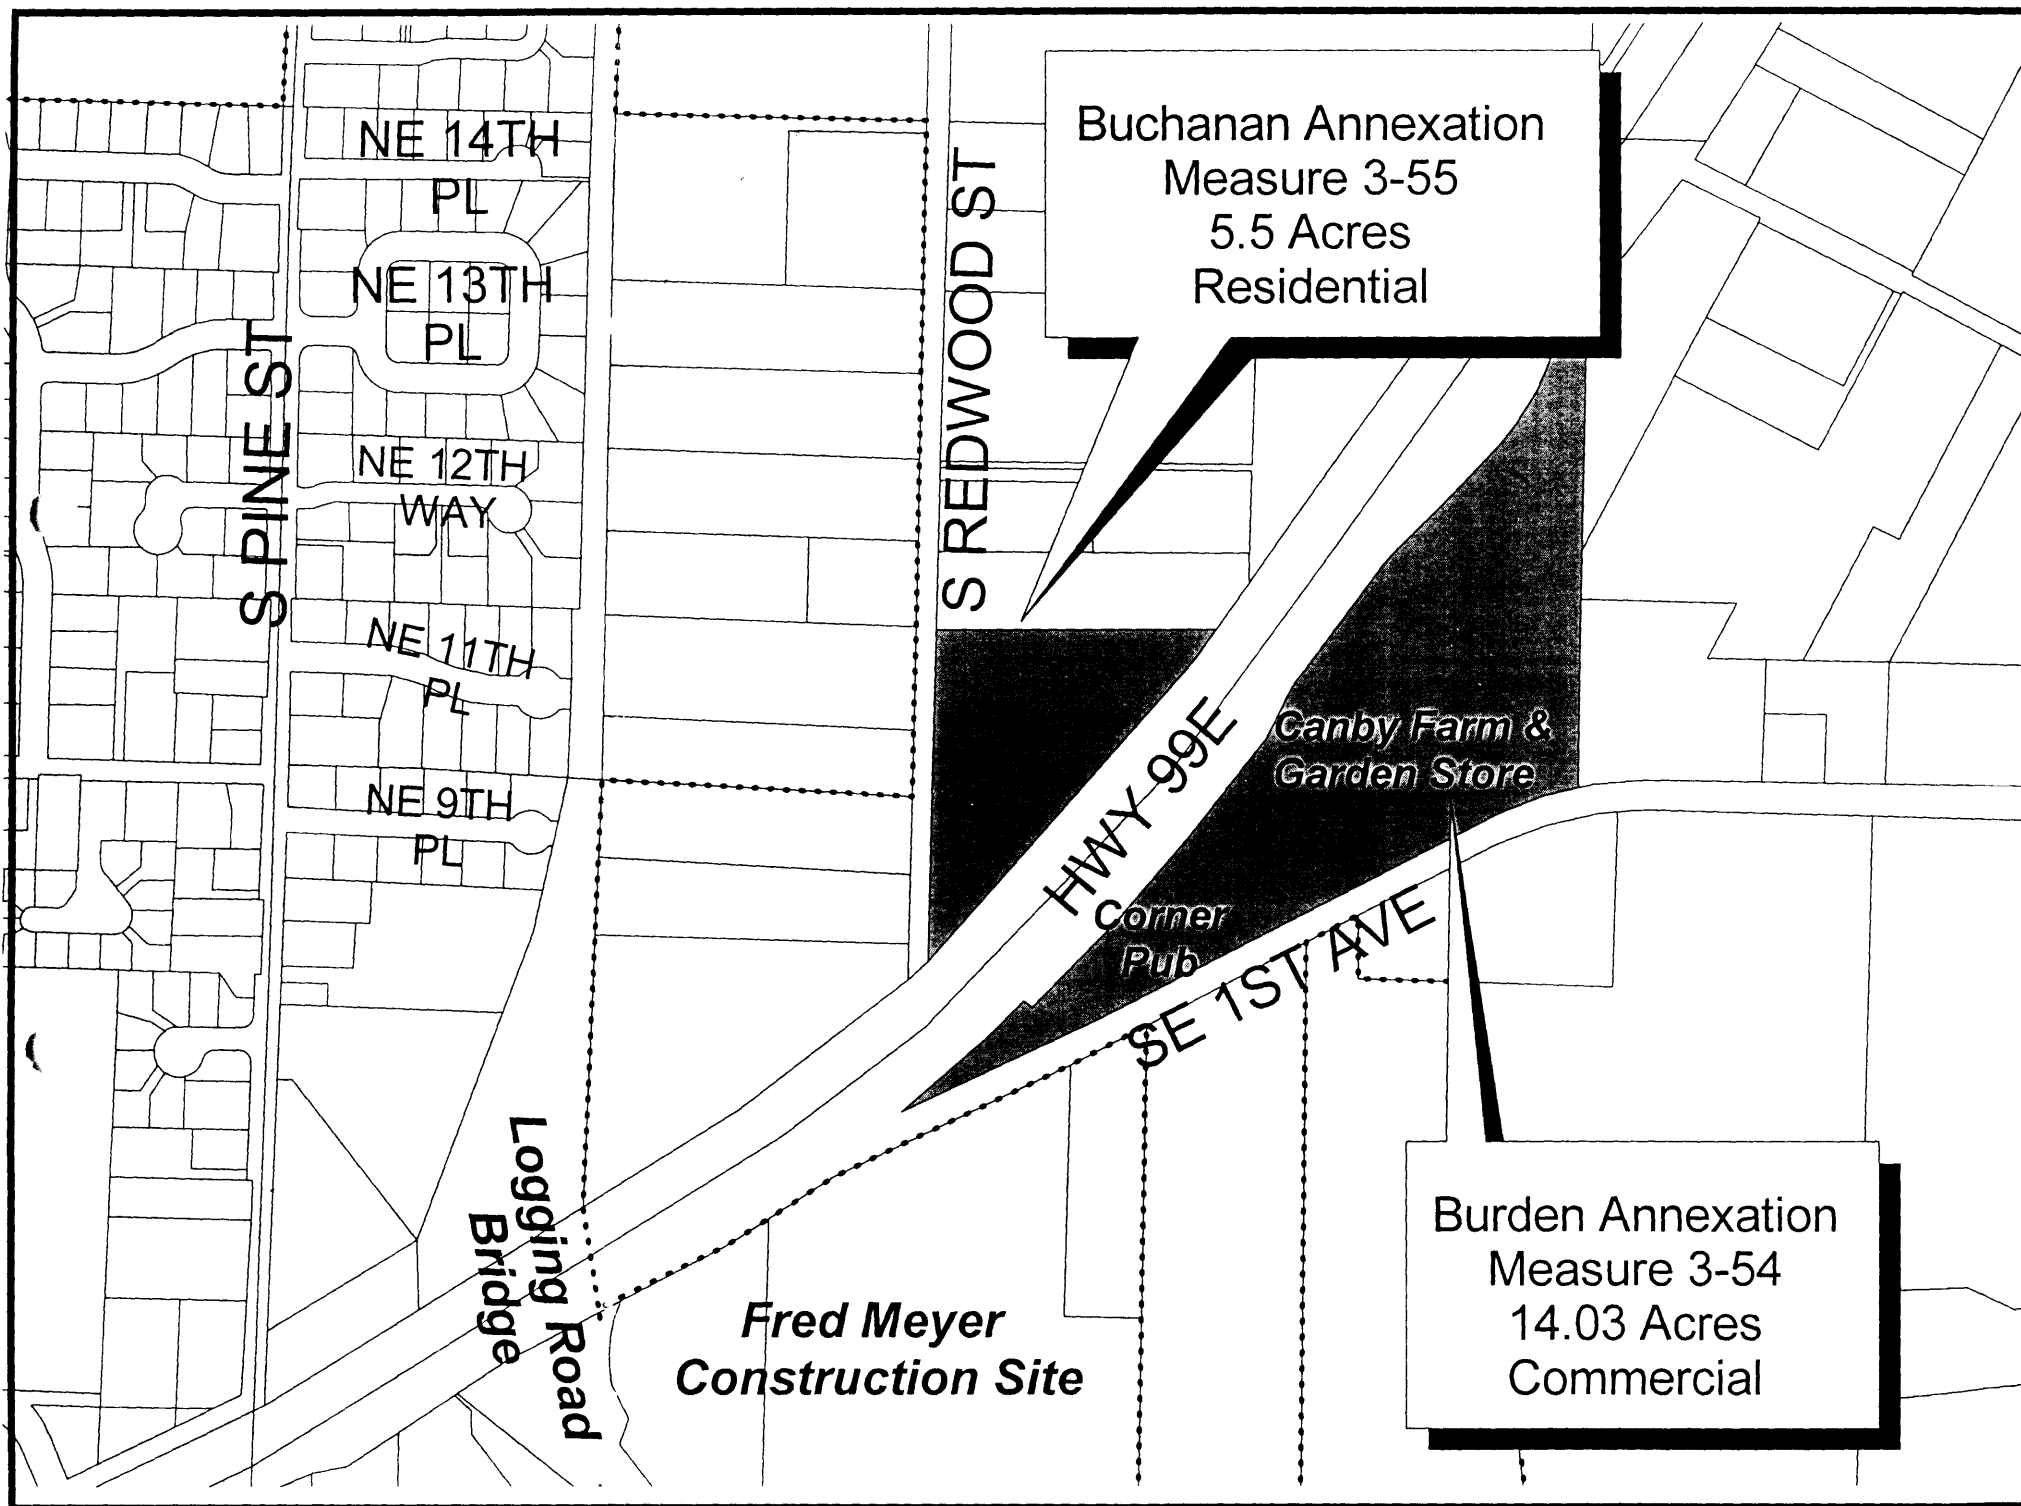 NE 14TH
PL
NE 13TH
PL
S PINE ST
NE 12TH
WAY
NE 11TH
PL
NE 9TH
PL
S REDWOOD ST
Buchanan Annexation
Measure 3-55
5.5 Acres
Residential
HWY 99E
Canby Farm &
Garden Store
Corner
Pub
SE 1ST AVE
Logging Road
Bridge
Fred Meyer
Construction Site
Burden Annexation
Measure 3-54
14.03 Acres
Commercial